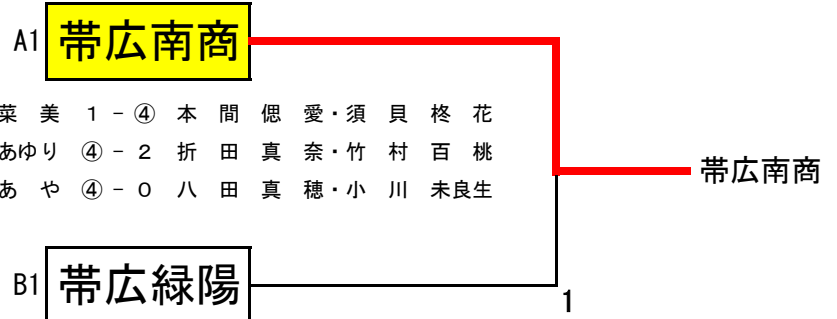 A1 帯広南商
菜 美 1 - ④ 本 間 偲 愛・須 貝 柊 花
あゆり ④ - 2 折 田 真 奈・竹 村 百 桃
あ や ④ - 0 八 田 真 穂・小 川 未良生
帯広南商
B1 帯広緑陽
1